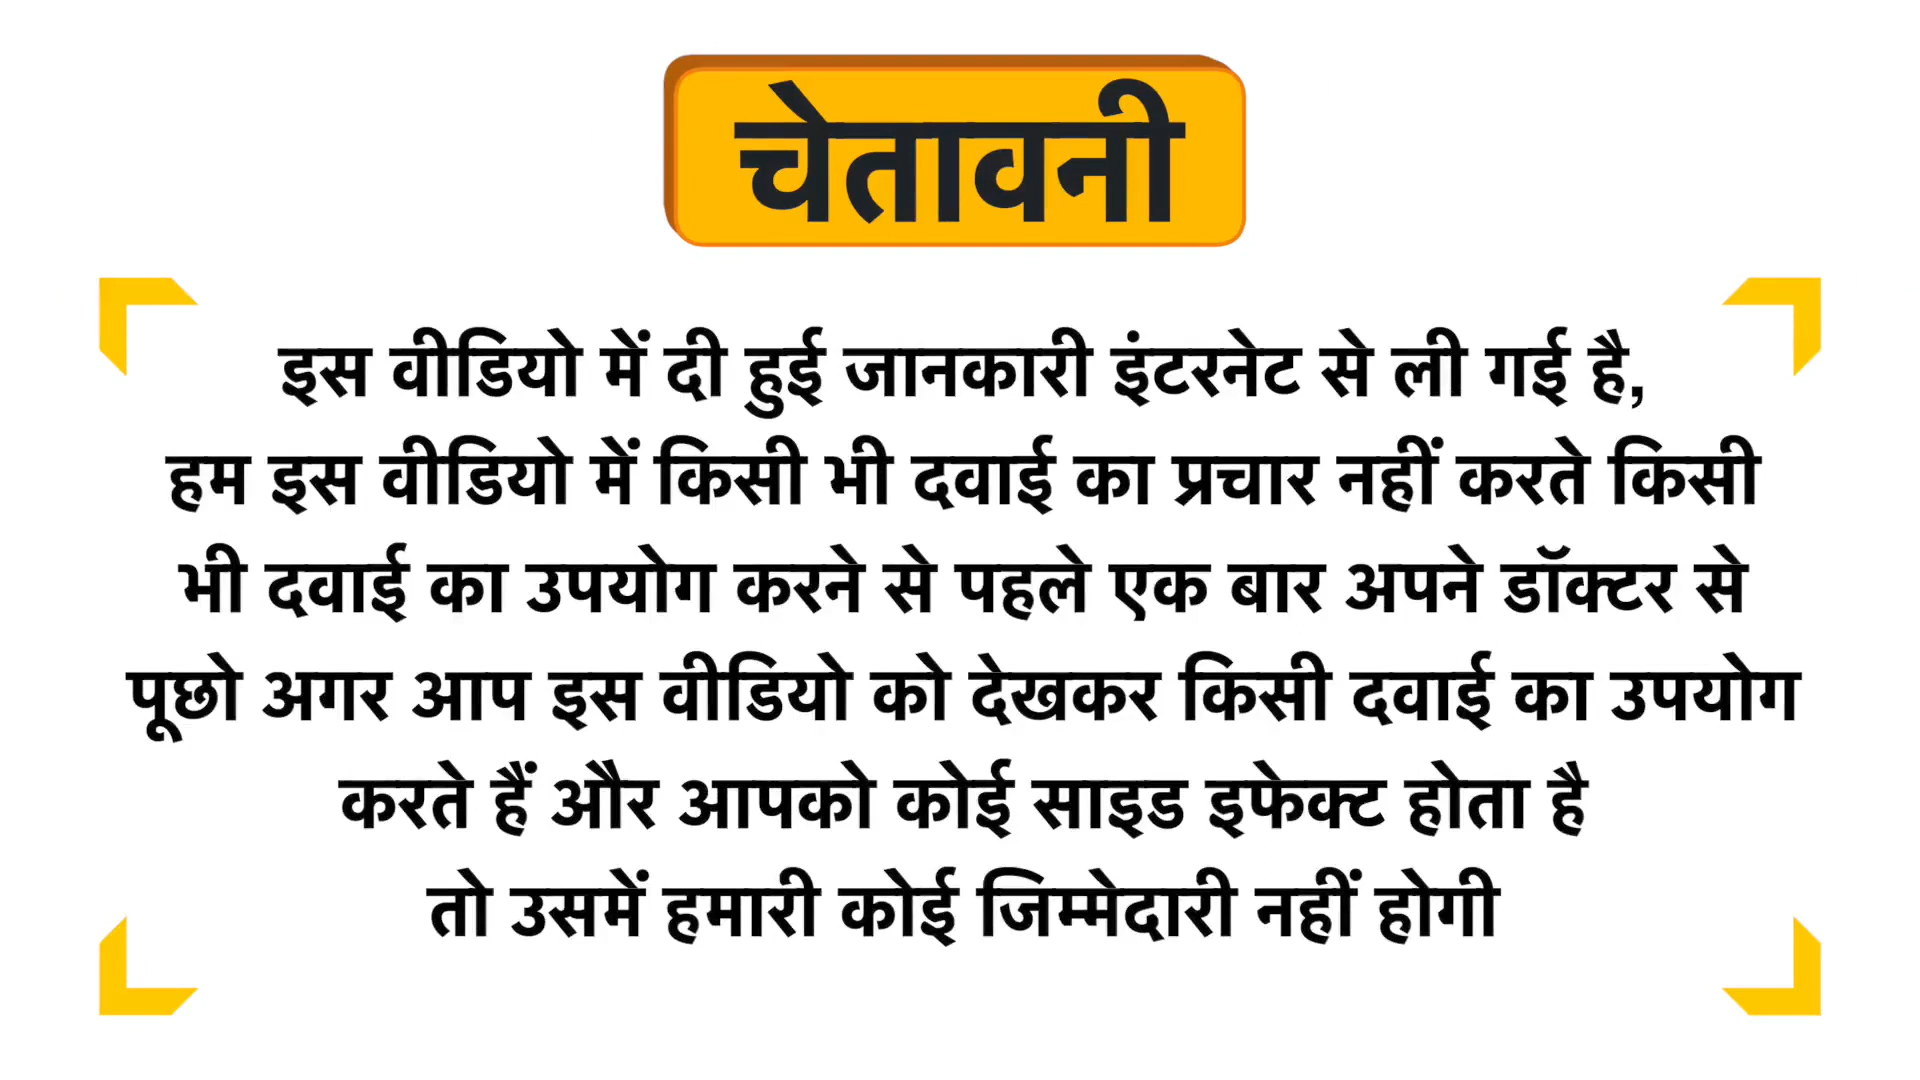 चेतावनी
इस वीडियो में दी हुई जानकारी इंटरनेट से ली गई है,
हम इस वीडियो में किसी भी दवाई का प्रचार नहीं करते किसी
भी दवाई का उपयोग करने से पहले एक बार अपने डॉक्टर से
पूछो अगर आप इस वीडियो को देखकर किसी दवाई का उपयोग
करते हैं और आपको कोई साइड इफेक्ट होता है
तो उसमें हमारी कोई जिम्मेदारी नहीं होगी